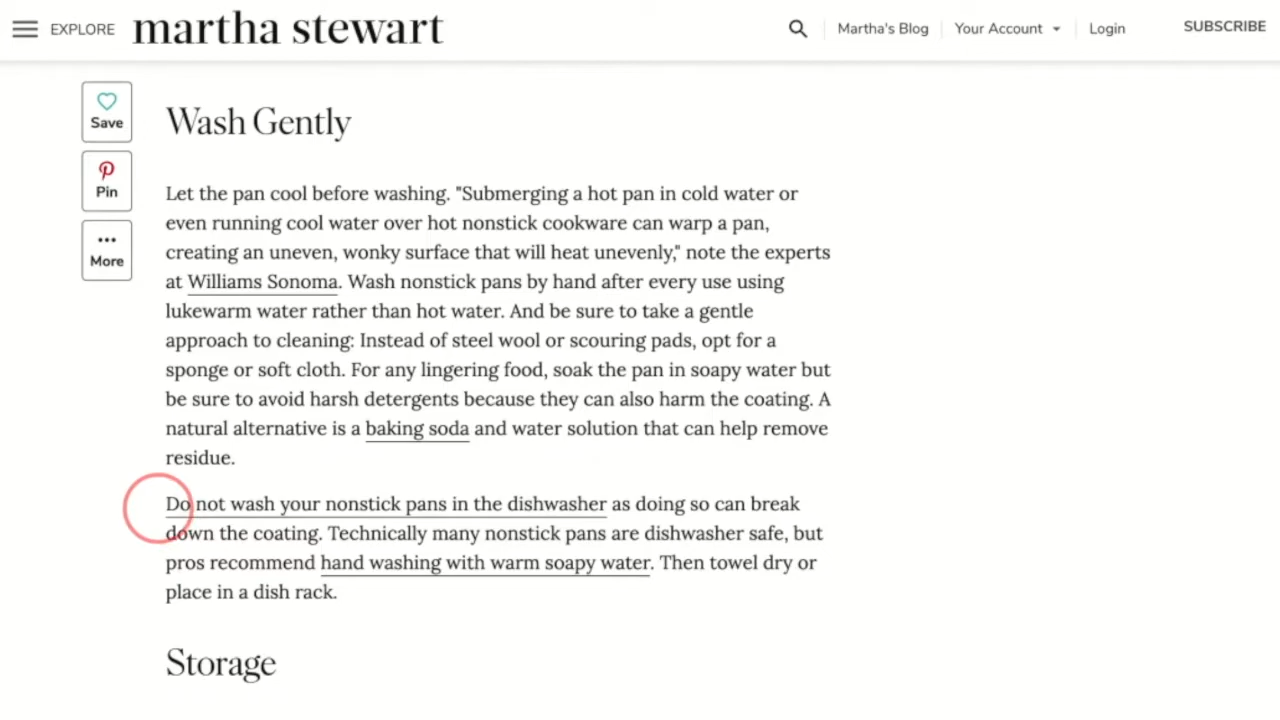 EXPLORE martha stewart Martha's Blog Your Account Login SUBSCRIBE
Save
Pin
More
Wash Gently
Let the pan cool before washing. "Submerging a hot pan in cold water or
even running cool water over hot nonstick cookware can warp a pan,
creating an uneven, wonky surface that will heat unevenly," note the experts
at Williams Sonoma. Wash nonstick pans by hand after every use using
lukewarm water rather than hot water. And be sure to take a gentle
approach to cleaning: Instead of steel wool or scouring pads, opt for a
sponge or soft cloth. For any lingering food, soak the pan in soapy water but
be sure to avoid harsh detergents because they can also harm the coating. A
natural alternative is a baking soda and water solution that can help remove
residue.
Do not wash your nonstick pans in the dishwasher as doing so can break
down the coating. Technically many nonstick pans are dishwasher safe, but
pros recommend hand washing with warm soapy water. Then towel dry or
place in a dish rack.
Storage